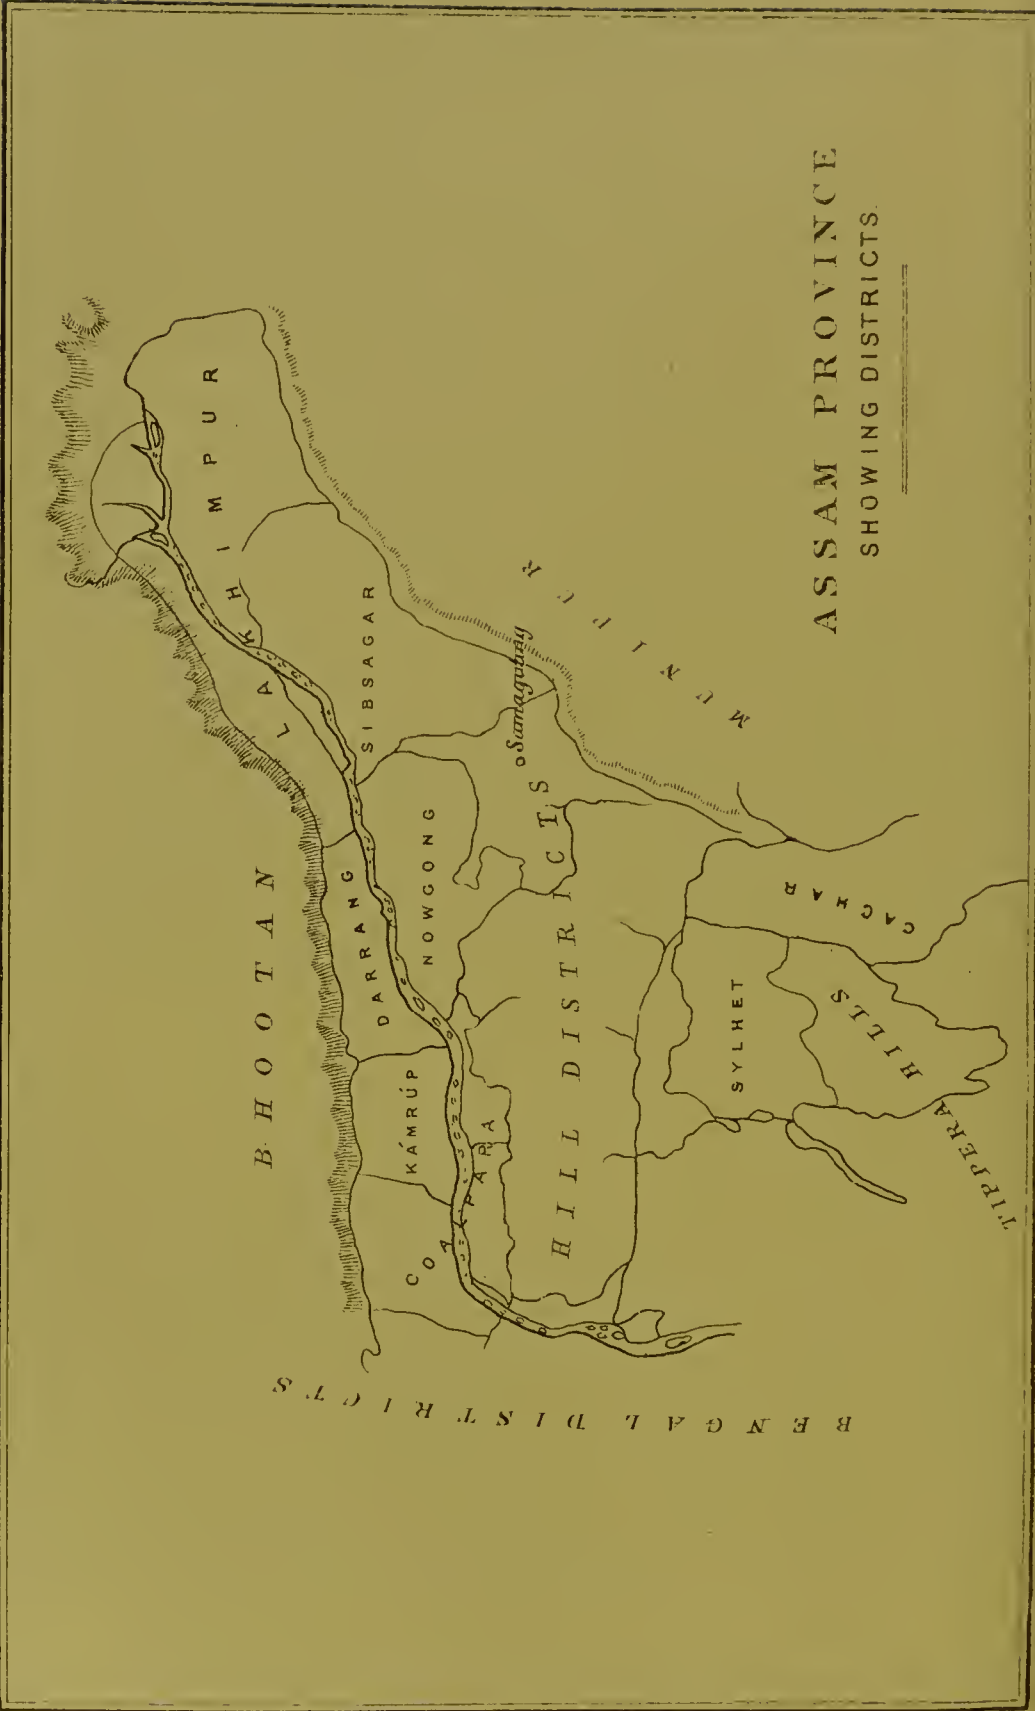 ASSAM PROVINCE
SHOWING DISTRICTS.
BHOOTAN
LAKHIMPUR
SIBSAGAR
DARRANG
NOWGONG
KÁMRÚP
GOALPARA
Samaguting
MUNIPUR
HILL DISTRICTS
CACHAR
SYLHET
HILLS
TIPPERA
BENGAL DISTRICTS